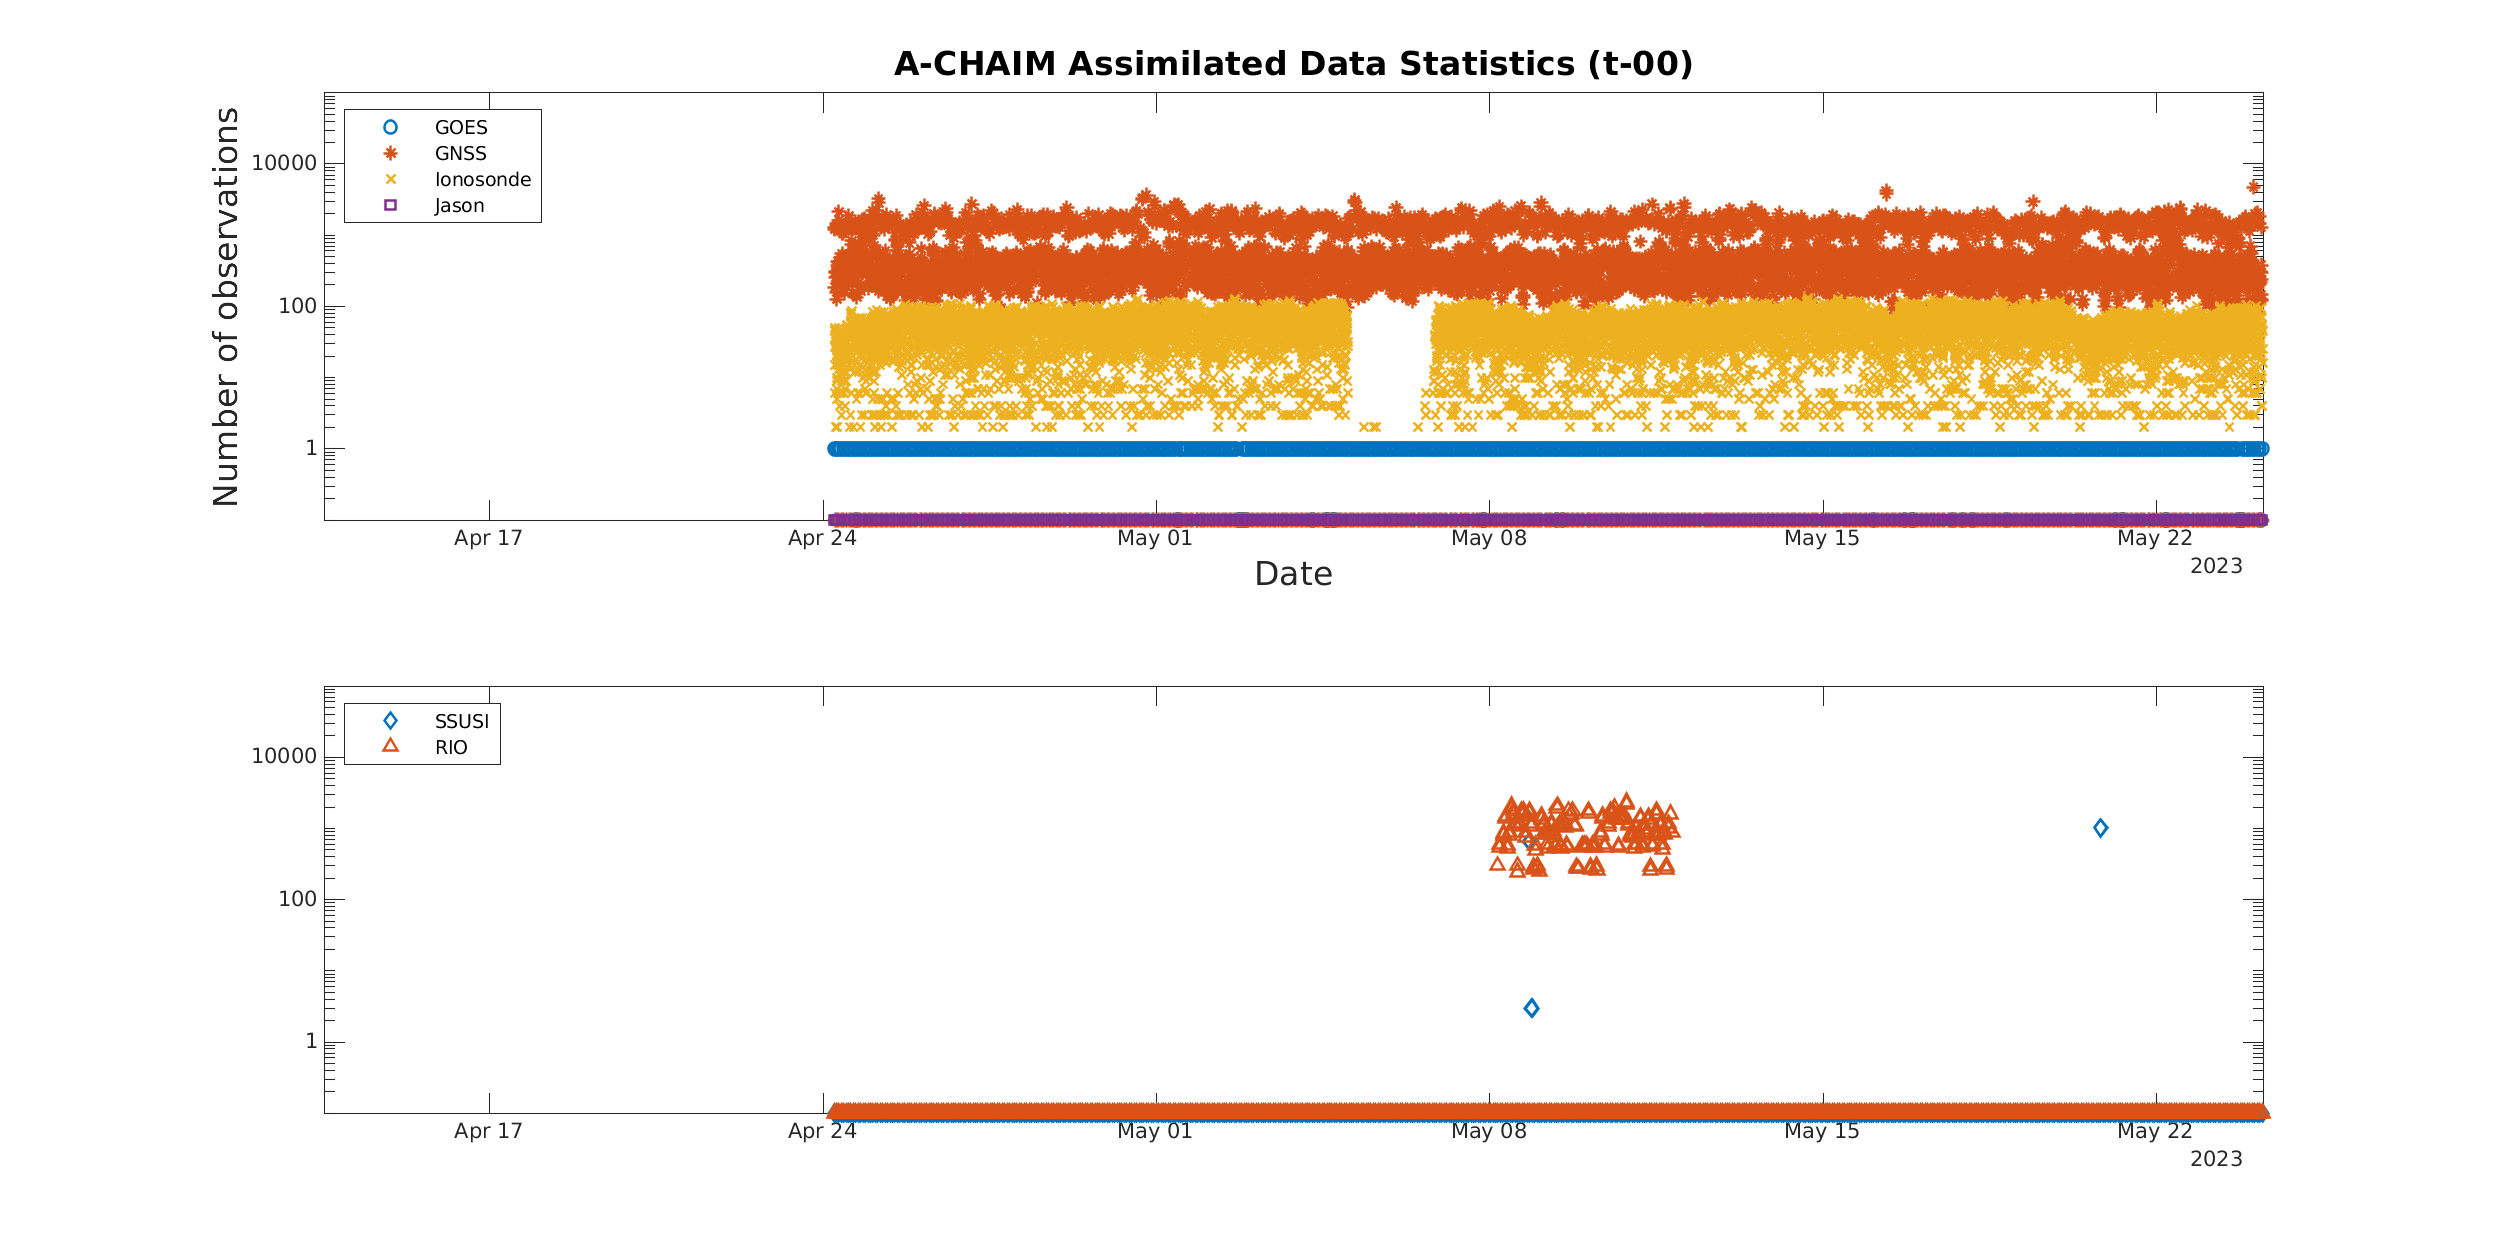 A-CHAIM Assimilated Data Statistics (t-00)
Number of observations
10000
100
1
GOES
GNSS
Ionosonde
Jason
Apr 17
Apr 24
May 01
May 08
May 15
May 22
2023
Date
10000
100
1
SSUSI
RIO
Apr 17
Apr 24
May 01
May 08
May 15
May 22
2023